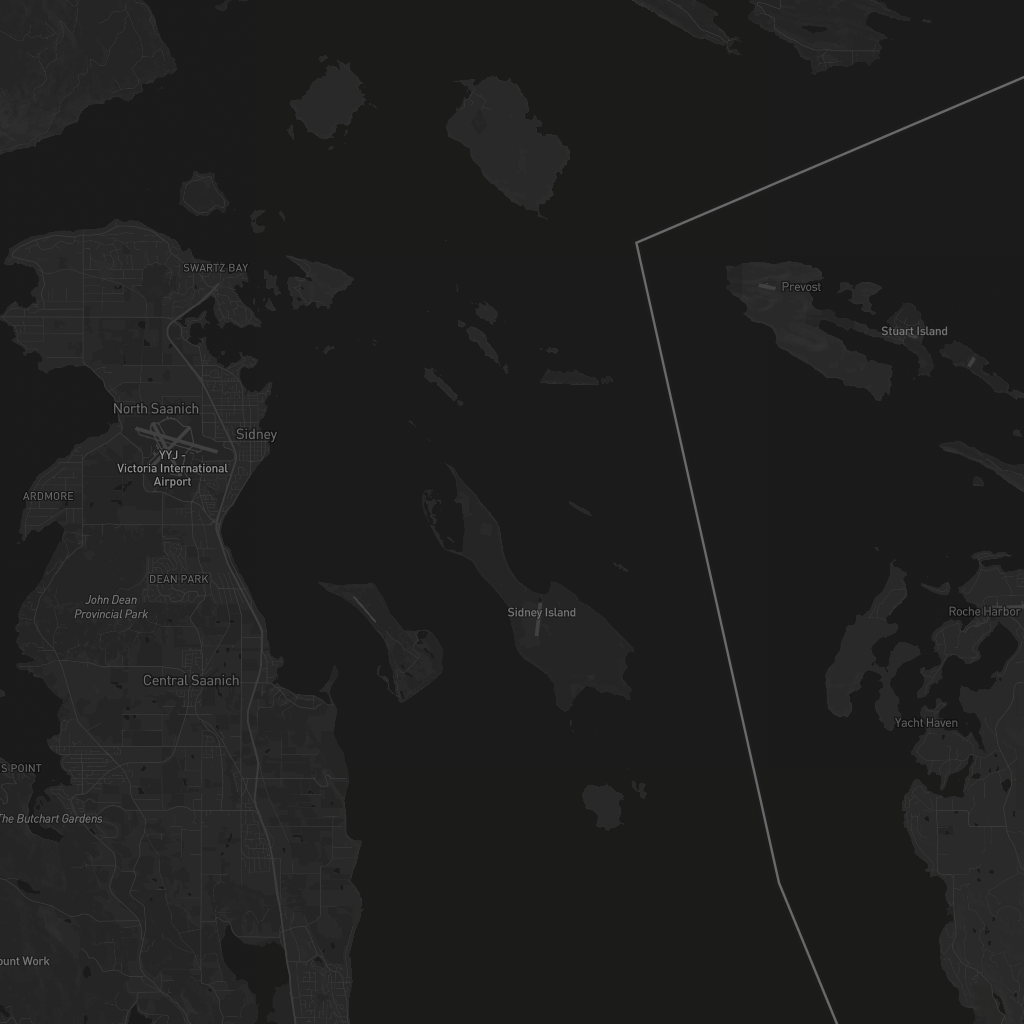 SWARTZ BAY
Prevost
Stuart Island
North Saanich
Sidney
YYJ -
Victoria International
Airport
ARDMORE
DEAN PARK
John Dean
Provincial Park
Sidney Island
Roche Harbor
Central Saanich
Yacht Haven
S POINT
The Butchart Gardens
ount Work